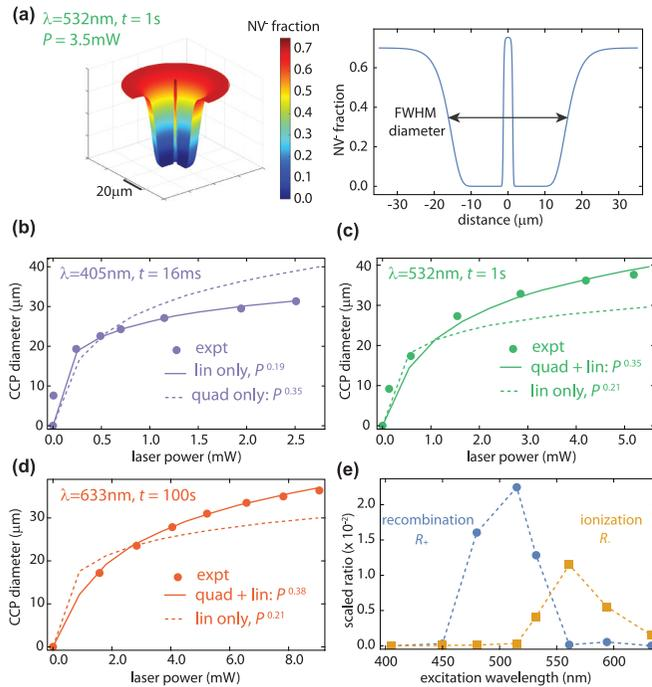 (a)
λ=532nm, t = 1s
P = 3.5mW
NV⁻ fraction
0.7
0.6
0.5
0.4
0.3
0.2
0.1
0.0
20μm
NV⁻ fraction
0.6
0.4
0.2
0.0
FWHM
diameter
-30 -20 -10 0 10 20 30
distance (μm)
(b)
CCP diameter (μm)
40
30
20
10
0
λ=405nm, t = 16ms
expt
lin only, P^0.19
quad only: P^0.35
0.0 0.5 1.0 1.5 2.0 2.5
laser power (mW)
(c)
CCP diameter (μm)
40
30
20
10
0
λ=532nm, t = 1s
expt
quad + lin: P^0.35
lin only, P^0.21
0.0 1.0 2.0 3.0 4.0 5.0
laser power (mW)
(d)
CCP diameter (μm)
30
20
10
0
λ=633nm, t = 100s
expt
quad + lin: P^0.38
lin only, P^0.21
0.0 2.0 4.0 6.0 8.0
laser power (mW)
(e)
scaled ratio (x 10⁻²)
2.0
1.5
1.0
0.5
0.0
recombination
R₊
ionization
R₋
400 450 500 550 600
excitation wavelength (nm)